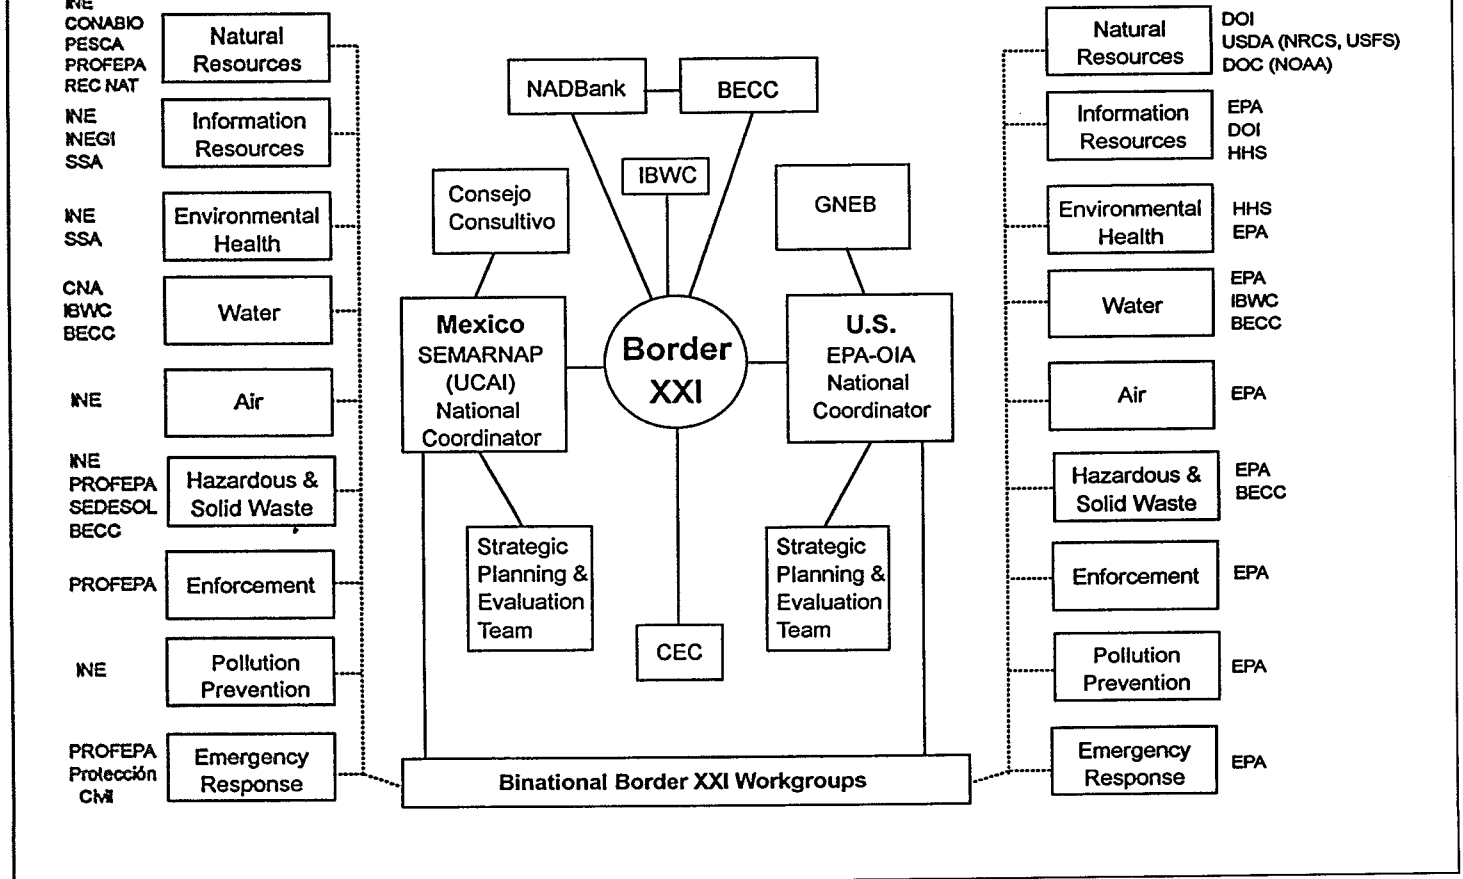 INE
CONABIO
PESCA
PROFEPA
REC NAT
Natural
Resources
INE
INEGI
SSA
Information
Resources
INE
SSA
Environmental
Health
CNA
IBWC
BECC
Water
INE
Air
INE
PROFEPA
SEDESOL
BECC
Hazardous &
Solid Waste
PROFEPA
Enforcement
INE
Pollution
Prevention
PROFEPA
Protección
Civil
Emergency
Response
NADBank
BECC
IBWC
Consejo
Consultivo
GNEB
Mexico
SEMARNAP
(UCAI)
National
Coordinator
Border
XXI
U.S.
EPA-OIA
National
Coordinator
Strategic
Planning &
Evaluation
Team
CEC
Strategic
Planning &
Evaluation
Team
Binational Border XXI Workgroups
Natural
Resources
DOI
USDA (NRCS, USFS)
DOC (NOAA)
Information
Resources
EPA
DOI
HHS
Environmental
Health
HHS
EPA
Water
EPA
IBWC
BECC
Air
EPA
Hazardous &
Solid Waste
EPA
BECC
Enforcement
EPA
Pollution
Prevention
EPA
Emergency
Response
EPA